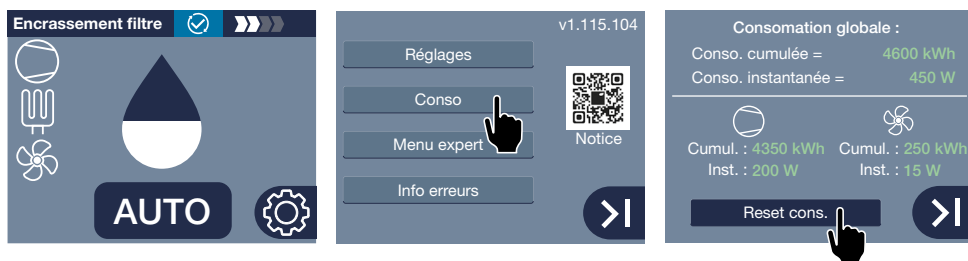 Encrassement filtre
AUTO
v1.115.104
Réglages
Conso
Menu expert
Info erreurs
Notice
Consomation globale :
Conso. cumulée = 4600 kWh
Conso. instantanée = 450 W
Cumul. : 4350 kWh Cumul. : 250 kWh
Inst. : 200 W Inst. : 15 W
Reset cons.